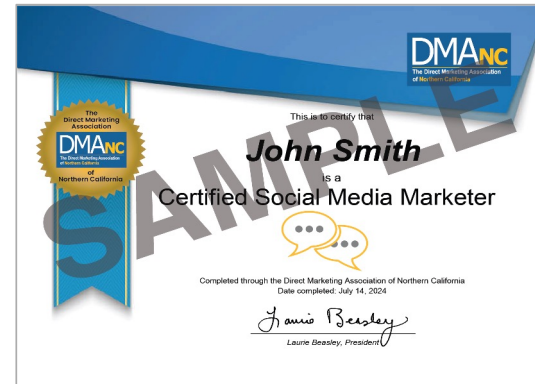 DMANC
The Direct Marketing Association
of Northern California
This is to certify that
John Smith
is a
Certified Social Media Marketer
Completed through the Direct Marketing Association of Northern California
Date completed: July 14, 2024
Laurie Beasley
Laurie Beasley, President
The
Direct Marketing
Association
DMANC
The Direct Marketing Association
of Northern California
of
Northern California
SAMPLE